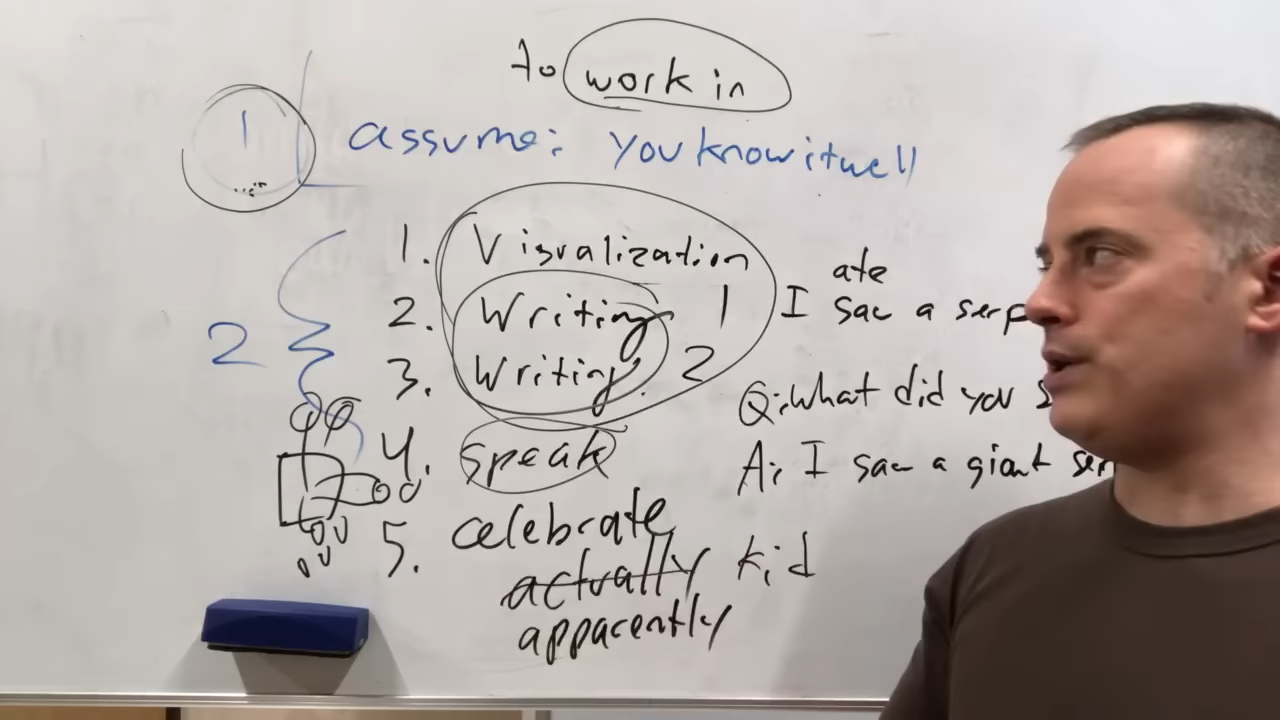 to work in
1 assume: you know it well
1. Visualization
ate
2. Writing 1 I saw a serp
2
3. Writing 2
Q: What did you s
4. speak
A: I saw a giant ser
5. celebrate
actually kid
apparently